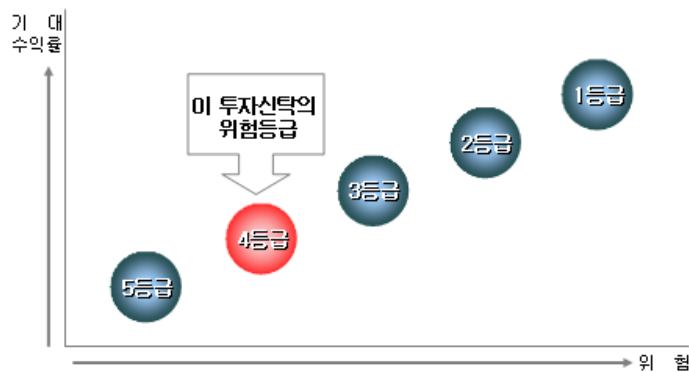 기 대
수익률
이 투자신탁의
위험등급
1등급
2등급
3등급
4등급
5등급
위 험